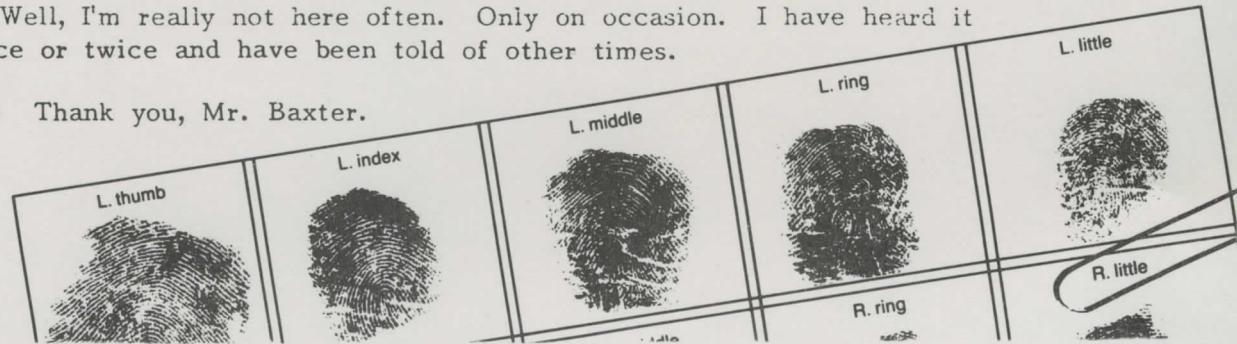 Well, I'm really not here often. Only on occasion. I have heard it
or twice and have been told of other times.
Thank you, Mr. Baxter.
L. thumb
L. index
L. middle
L. ring
L. little
R. ring
R. little